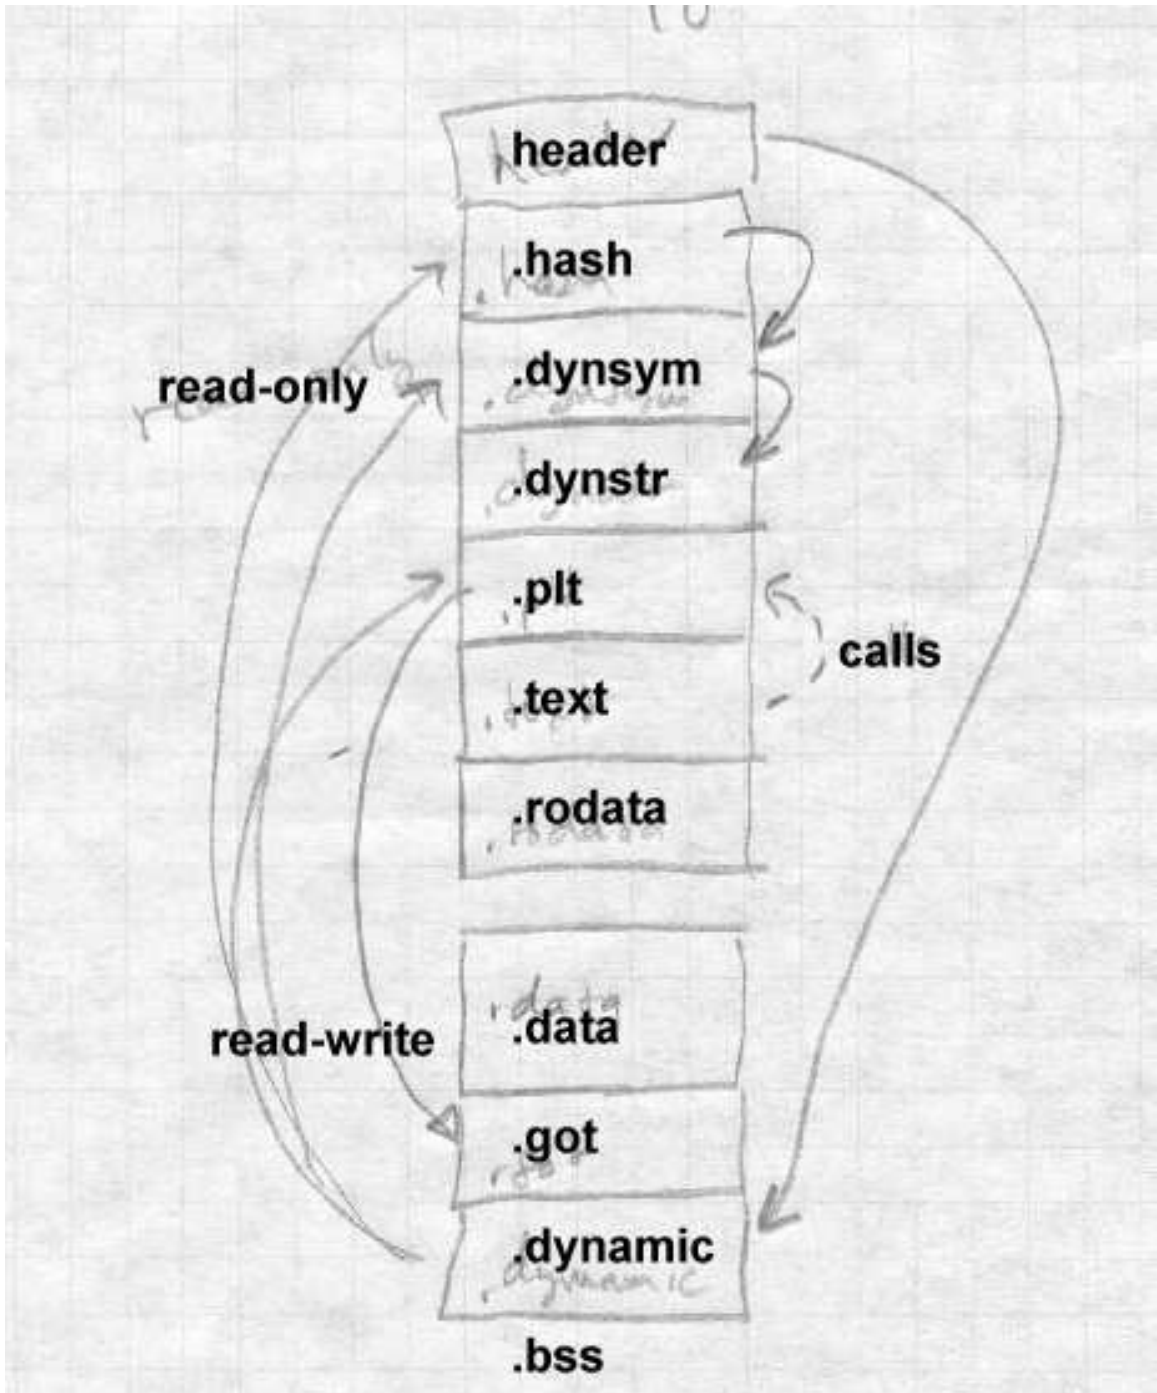 header
.hash
.dynsym
read-only
.dynstr
.plt
calls
.text
.rodata
.data
read-write
.got
.dynamic
.bss